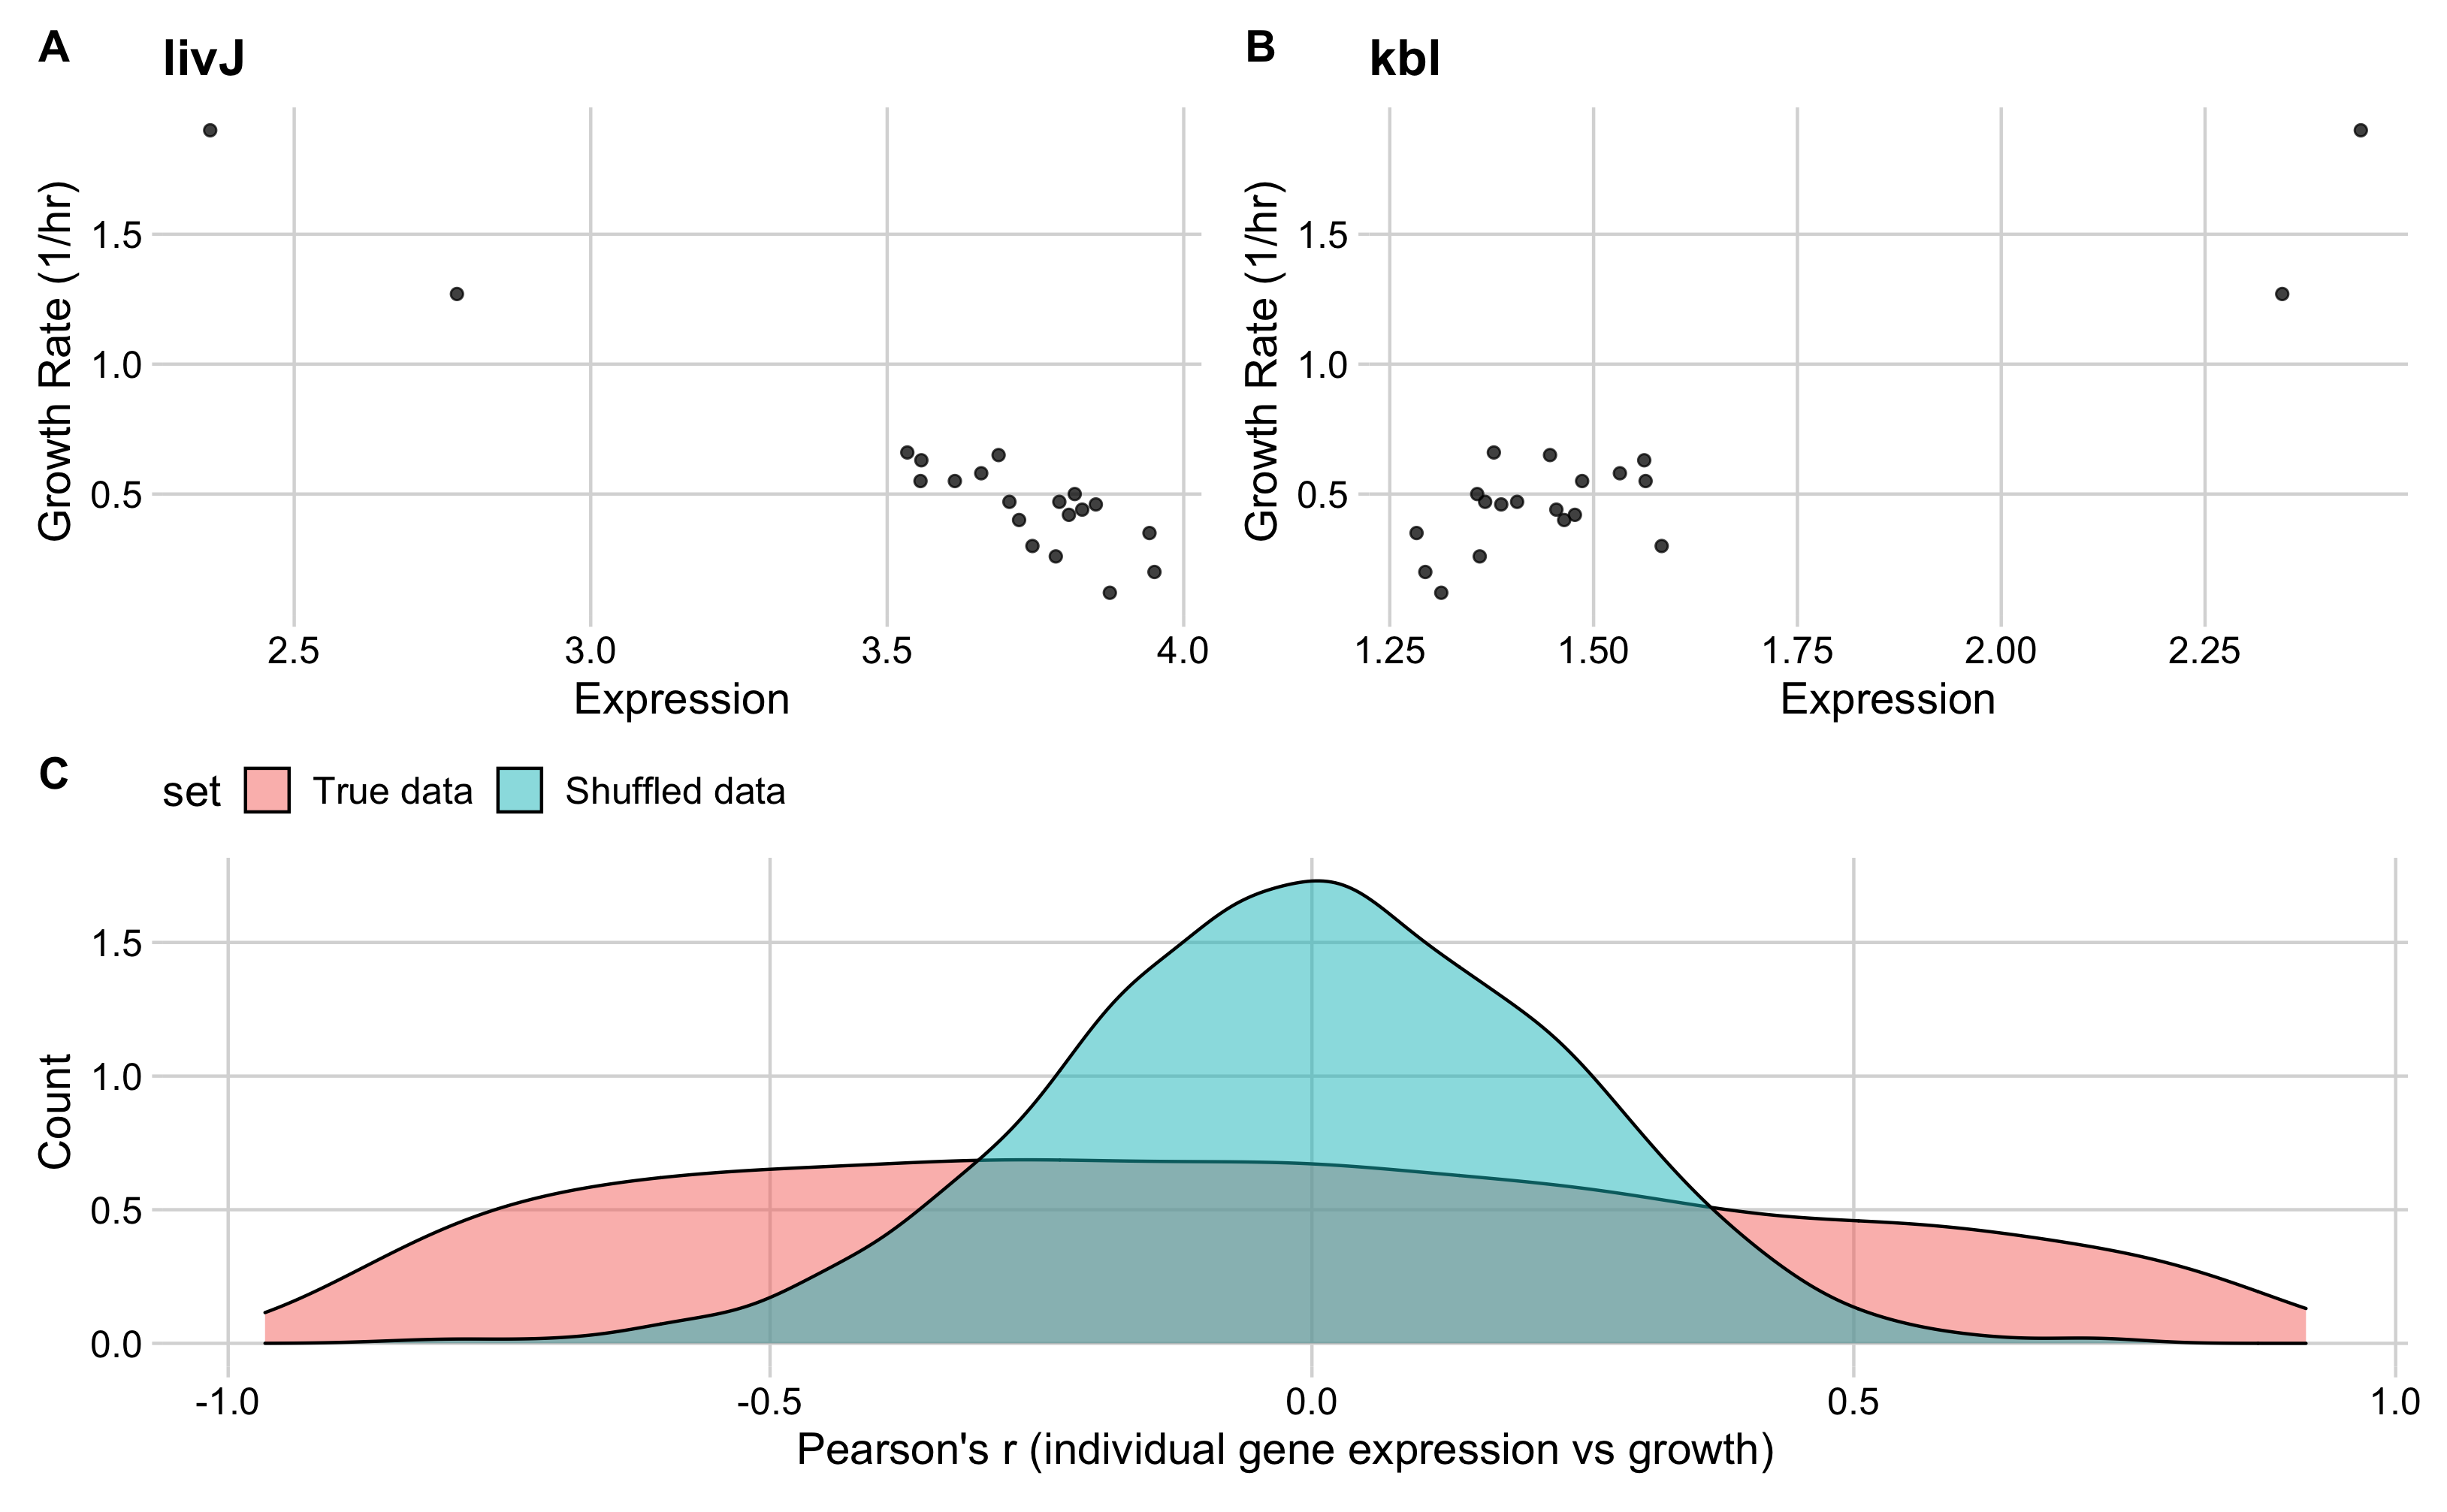 A livJ
Growth Rate (1/hr)
1.5
1.0
0.5
2.5 3.0 3.5 4.0
Expression
B kbl
Growth Rate (1/hr)
1.5
1.0
0.5
1.25 1.50 1.75 2.00 2.25
Expression
C set True data Shuffled data
Count
1.5
1.0
0.5
0.0
-1.0 -0.5 0.0 0.5 1.0
Pearson's r (individual gene expression vs growth)